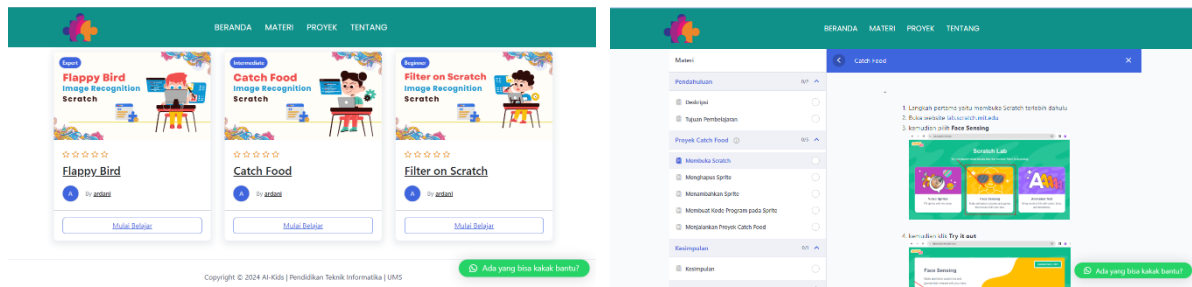 BERANDA MATERI PROYEK TENTANG
Expert
Flappy Bird
Image Recognition
Scratch
Flappy Bird
A By ardani
Mulai Belajar
Intermediate
Catch Food
Image Recognition
Scratch
Catch Food
A By ardani
Mulai Belajar
Beginner
Filter on Scratch
Image Recognition
Scratch
Filter on Scratch
A By ardani
Mulai Belajar
Copyright © 2024 AI-Kids | Pendidikan Teknik Informatika | UMS
Ada yang bisa kakak bantu?
BERANDA MATERI PROYEK TENTANG
Materi
Pendahuluan
Deskripsi
Tujuan Pembelajaran
Proyek Catch Food 0/5
Membuka Scratch
Menghapus Sprite
Menambahkan Sprite
Membuat Kode Program pada Sprite
Menjalankan Proyek Catch Food
Kesimpulan 0/1
Kesimpulan
Catch Food
1. Langkah pertama yaitu membuka Scratch terlebih dahulu
2. Buka website lab.scratch.mit.edu
3. kemudian pilih Face Sensing
Scratch Lab
Face Sensing
4. kemudian klik Try it out
Face Sensing
Ada yang bisa kakak bantu?